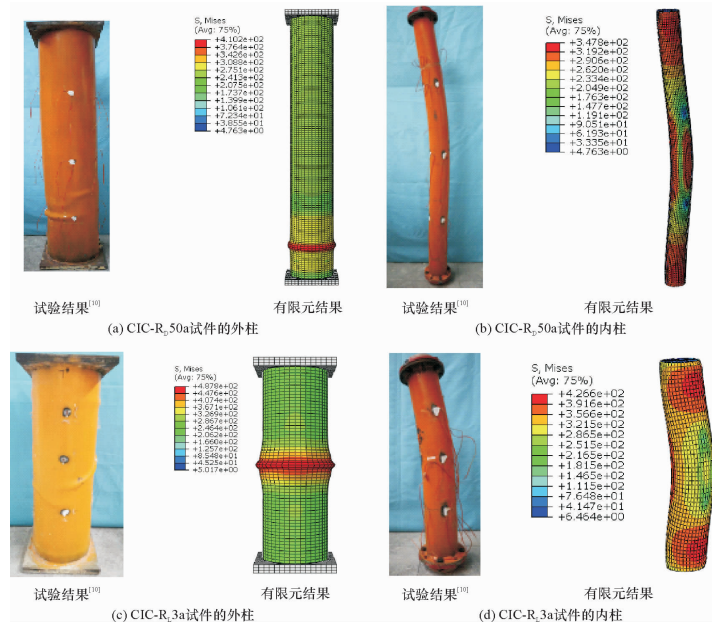 S, Mises
(Avg: 75%)
+4.102e+02
+3.764e+02
+3.426e+02
+3.088e+02
+2.751e+02
+2.413e+02
+2.075e+02
+1.737e+02
+1.399e+02
+1.061e+02
+7.234e+01
+3.855e+01
+4.763e+00
S, Mises
(Avg: 75%)
+3.478e+02
+3.192e+02
+2.906e+02
+2.620e+02
+2.334e+02
+2.049e+02
+1.763e+02
+1.477e+02
+1.191e+02
+9.051e+01
+6.193e+01
+3.335e+01
+4.763e+00
试验结果[10]
有限元结果
试验结果[10]
有限元结果
(a) CIC-RD50a试件的外柱
(b) CIC-RD50a试件的内柱
S, Mises
(Avg: 75%)
+4.878e+02
+4.476e+02
+4.074e+02
+3.671e+02
+3.269e+02
+2.867e+02
+2.464e+02
+2.062e+02
+1.660e+02
+1.257e+02
+8.548e+01
+4.525e+01
+5.017e+00
S, Mises
(Avg: 75%)
+4.266e+02
+3.916e+02
+3.566e+02
+3.215e+02
+2.865e+02
+2.515e+02
+2.165e+02
+1.815e+02
+1.465e+02
+1.115e+02
+7.648e+01
+4.147e+01
+6.464e+00
试验结果[10]
有限元结果
试验结果[10]
有限元结果
(c) CIC-RL3a试件的外柱
(d) CIC-RL3a试件的内柱